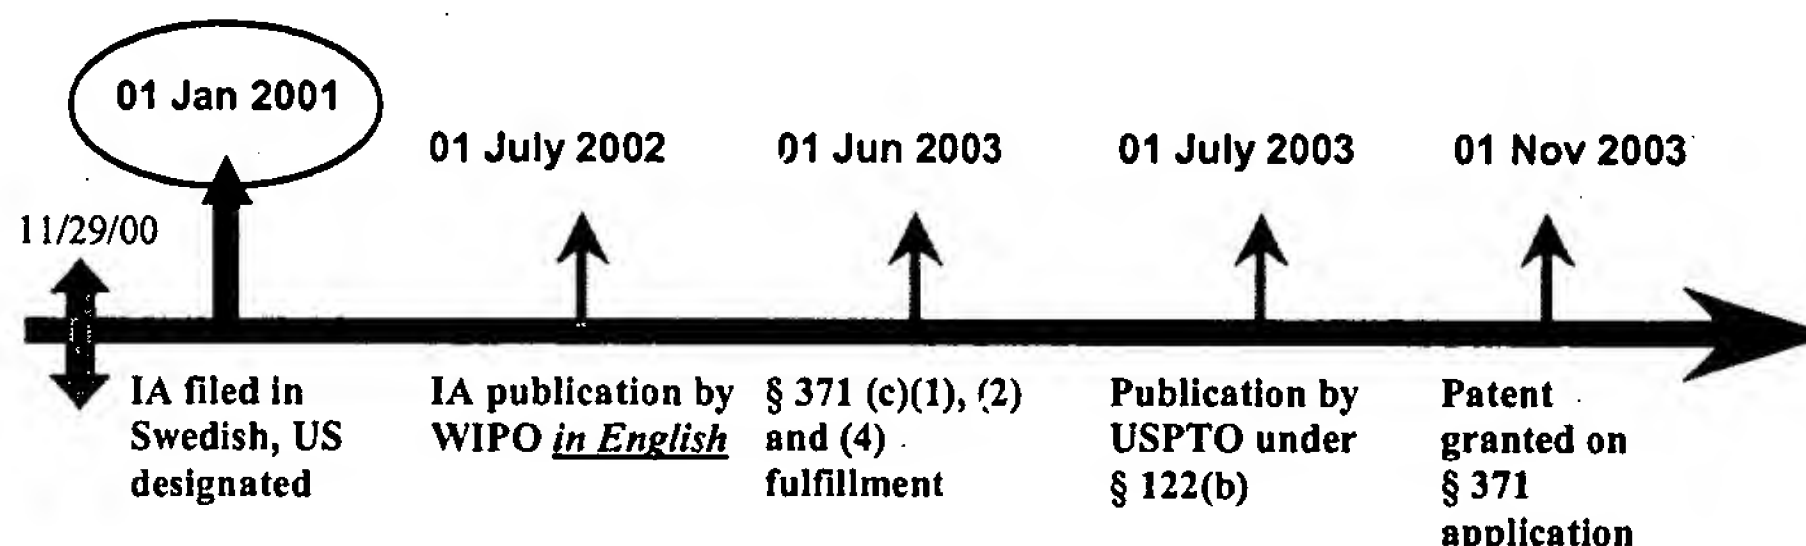 01 Jan 2001
01 July 2002
01 Jun 2003
01 July 2003
01 Nov 2003
11/29/00
IA filed in
Swedish, US
designated
IA publication by
WIPO in English
§ 371 (c)(1), (2)
and (4)
fulfillment
Publication by
USPTO under
§ 122(b)
Patent
granted on
§ 371
application